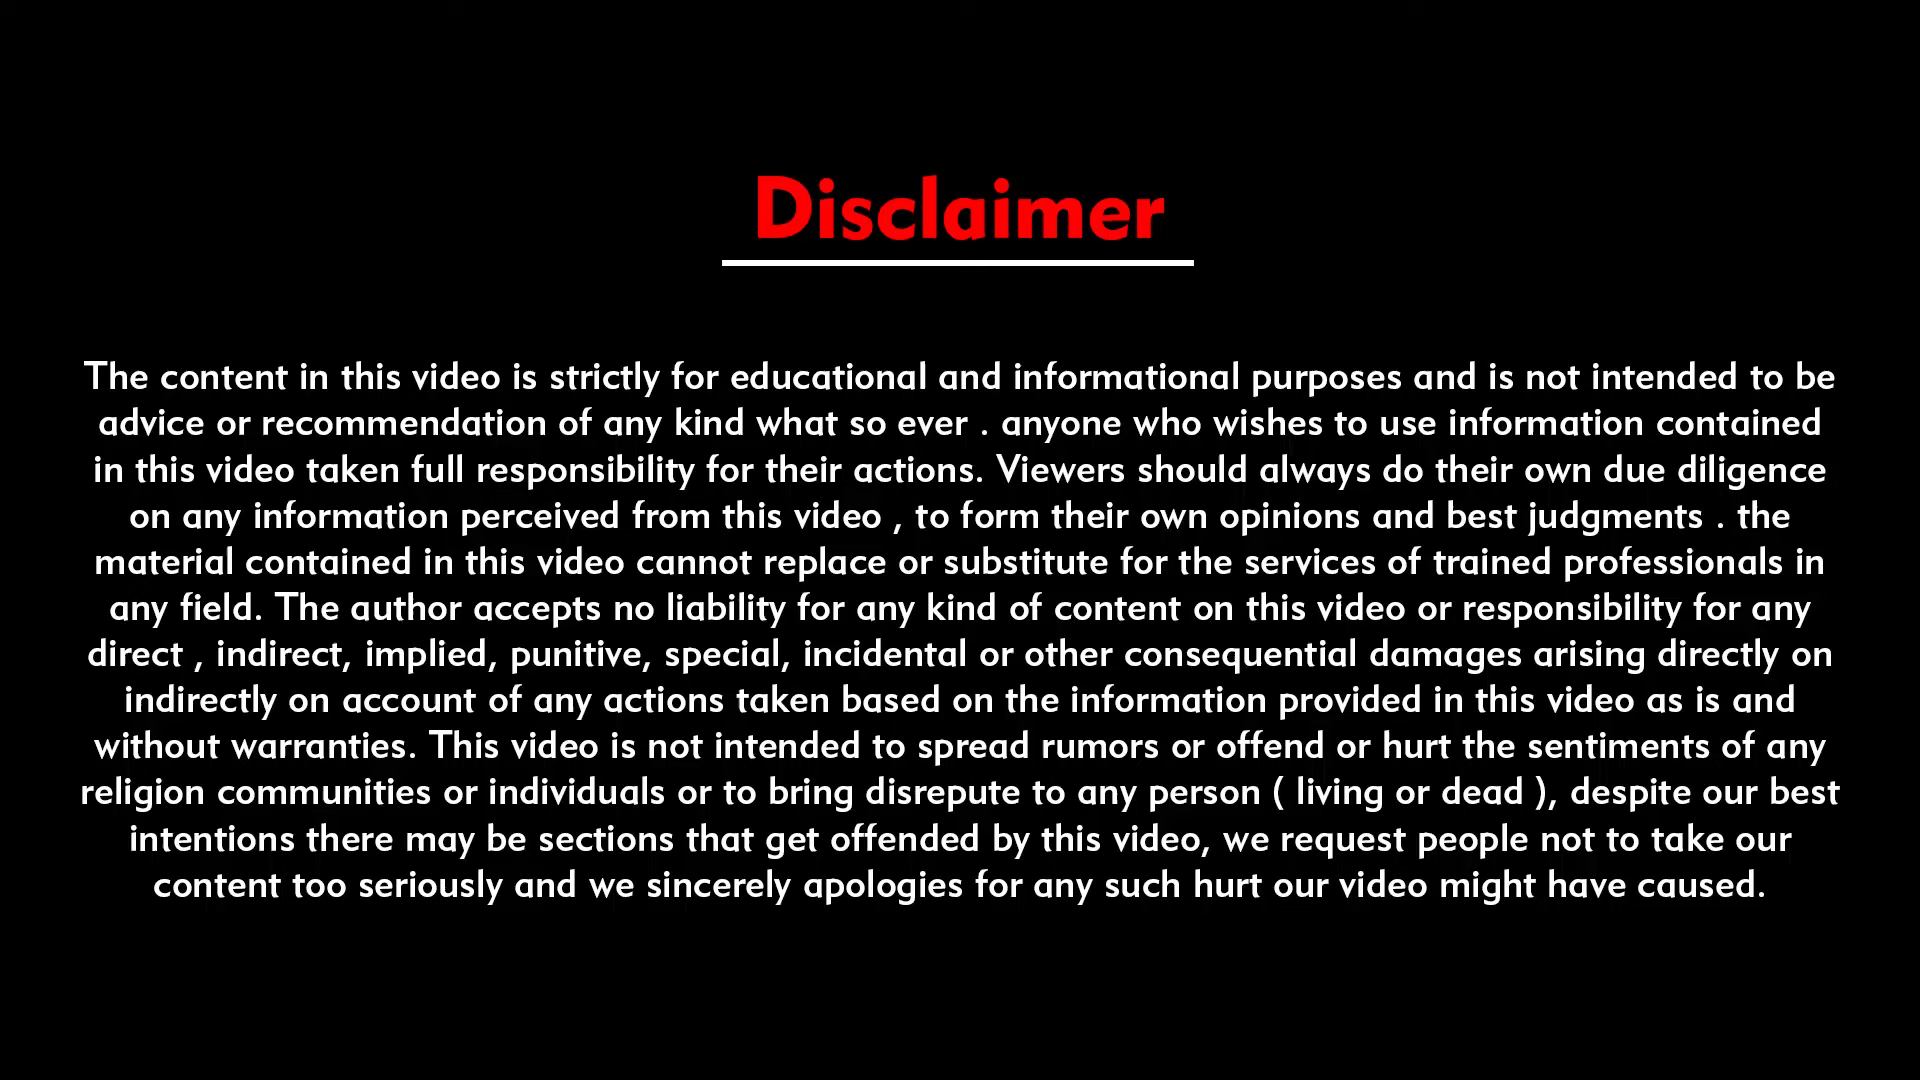 Disclaimer
The content in this video is strictly for educational and informational purposes and is not intended to be
advice or recommendation of any kind what so ever . anyone who wishes to use information contained
in this video taken full responsibility for their actions. Viewers should always do their own due diligence
on any information perceived from this video , to form their own opinions and best judgments . the
material contained in this video cannot replace or substitute for the services of trained professionals in
any field. The author accepts no liability for any kind of content on this video or responsibility for any
direct , indirect, implied, punitive, special, incidental or other consequential damages arising directly on
indirectly on account of any actions taken based on the information provided in this video as is and
without warranties. This video is not intended to spread rumors or offend or hurt the sentiments of any
religion communities or individuals or to bring disrepute to any person ( living or dead ), despite our best
intentions there may be sections that get offended by this video, we request people not to take our
content too seriously and we sincerely apologies for any such hurt our video might have caused.